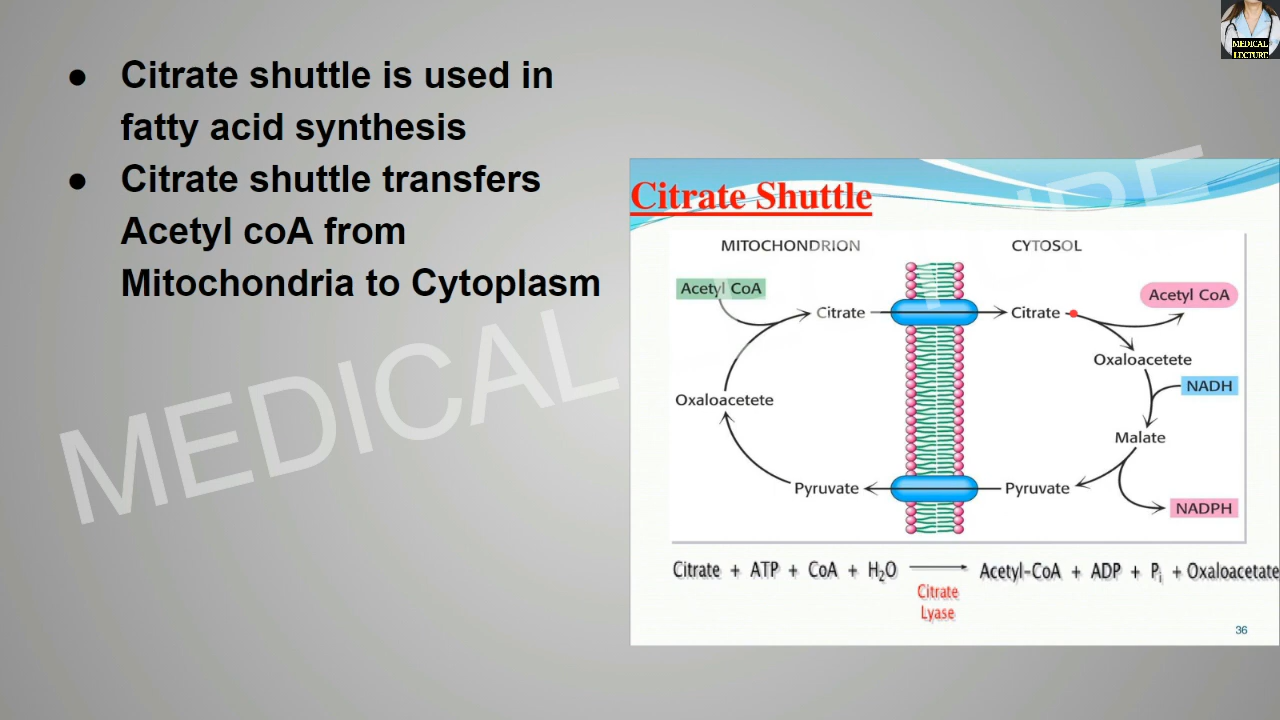 ● Citrate shuttle is used in
fatty acid synthesis
● Citrate shuttle transfers
Acetyl coA from
Mitochondria to Cytoplasm
MEDICAL
MEDICAL
LECTURE
Citrate Shuttle
MITOCHONDRION CYTOSOL
Acetyl CoA
Citrate
Citrate
Acetyl CoA
Oxaloacetete
NADH
Oxaloacetete
Malate
Pyruvate
Pyruvate
NADPH
Citrate + ATP + CoA + H₂O → Acetyl-CoA + ADP + Pᵢ + Oxaloacetate
Citrate
Lyase
36